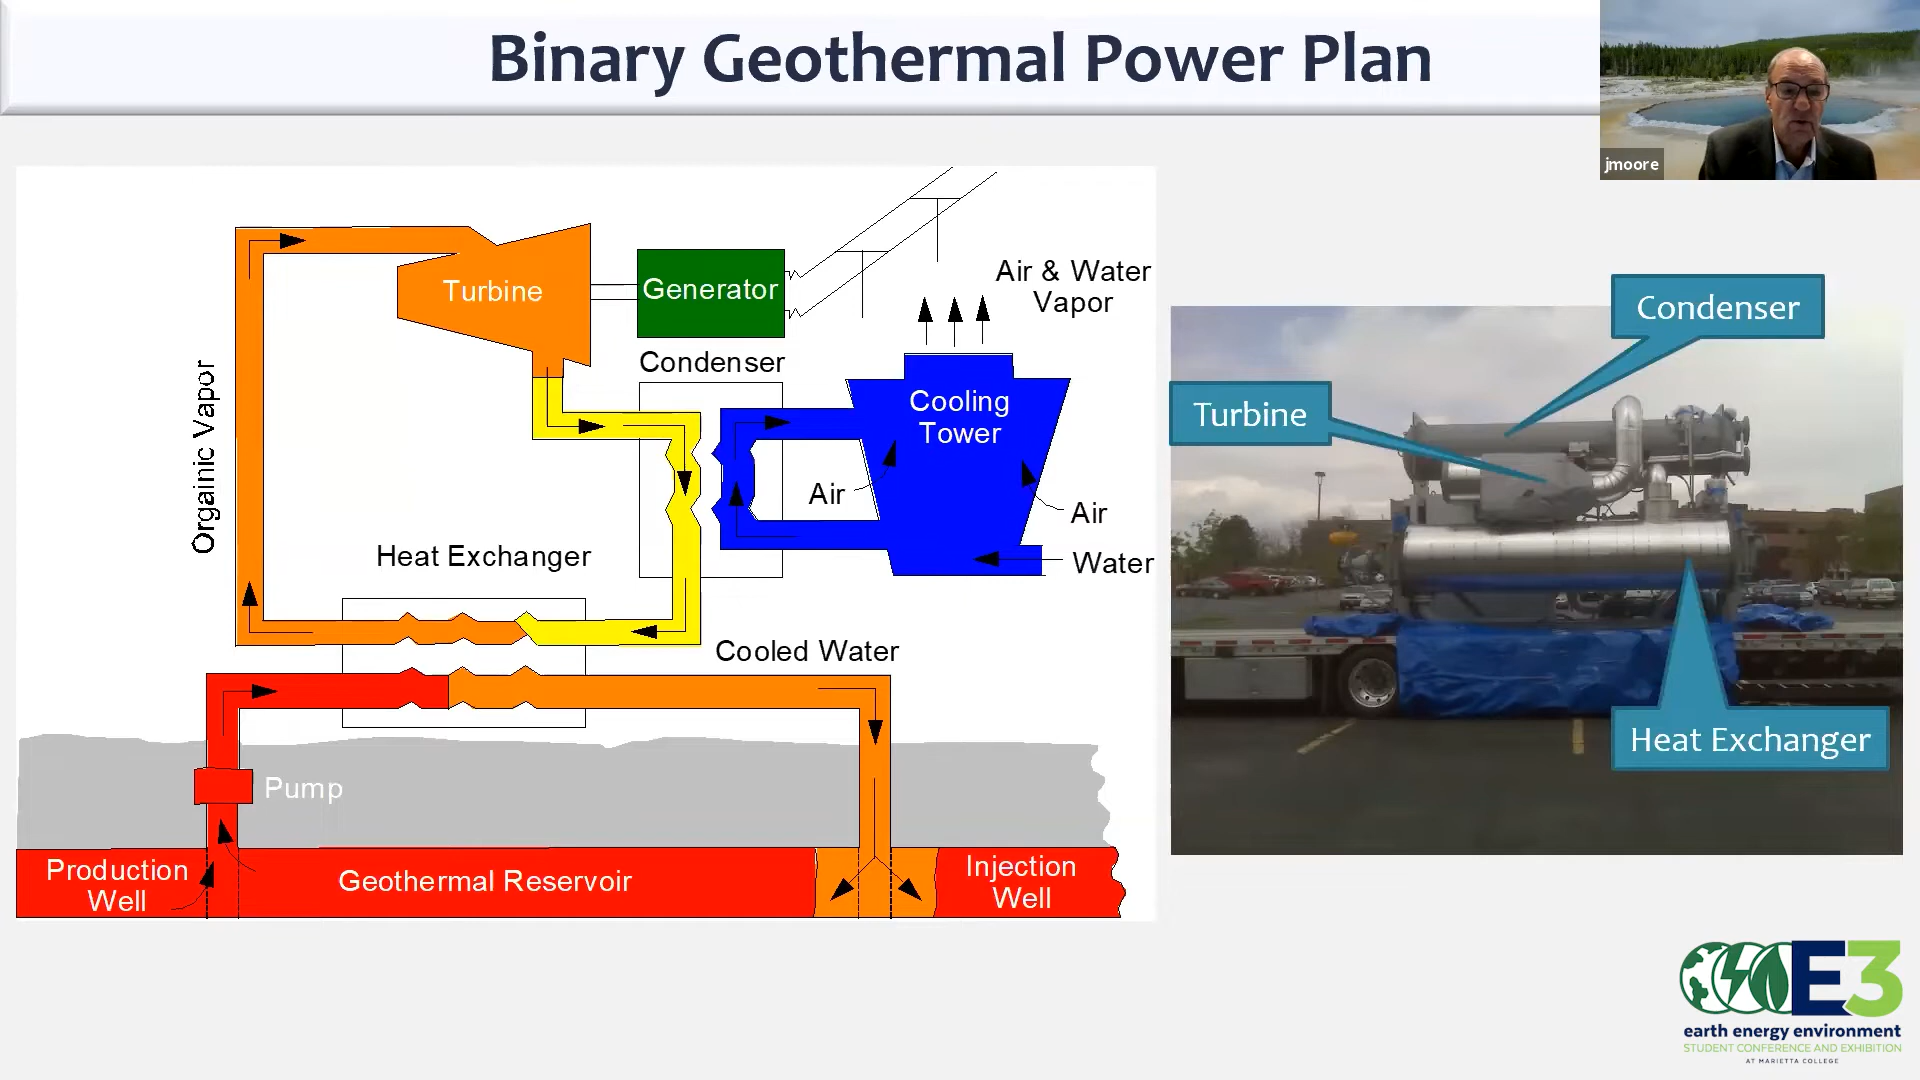 Binary Geothermal Power Plan
jmoore
Turbine
Generator
Air & Water
Vapor
Condenser
Cooling
Tower
Orgainic Vapor
Air
Air
Heat Exchanger
Water
Cooled Water
Pump
Production
Well
Geothermal Reservoir
Injection
Well
Condenser
Turbine
Heat Exchanger
E3
earth energy environment
STUDENT CONFERENCE AND EXHIBITION
AT MARIETTA COLLEGE